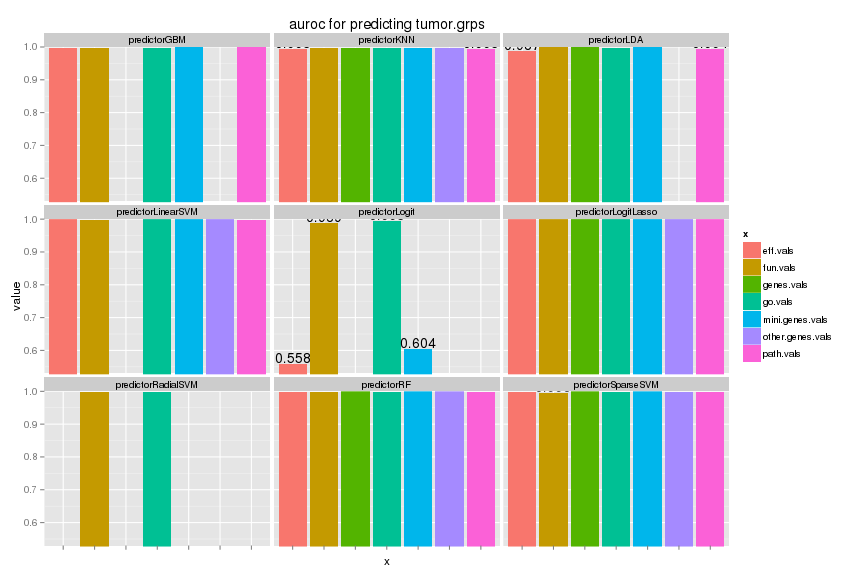 auroc for predicting tumor.grps
predictorGBM
predictorKNN
predictorLDA
1.0
0.9
0.8
0.7
0.6
predictorLinearSVM
predictorLogit
predictorLogitLasso
1.0
0.9
0.8
0.7
0.6
0.558
0.604
predictorRadialSVM
predictorRF
predictorSparseSVM
1.0
0.9
0.8
0.7
0.6
value
x
x
eff.vals
fun.vals
genes.vals
go.vals
mini.genes.vals
other.genes.vals
path.vals